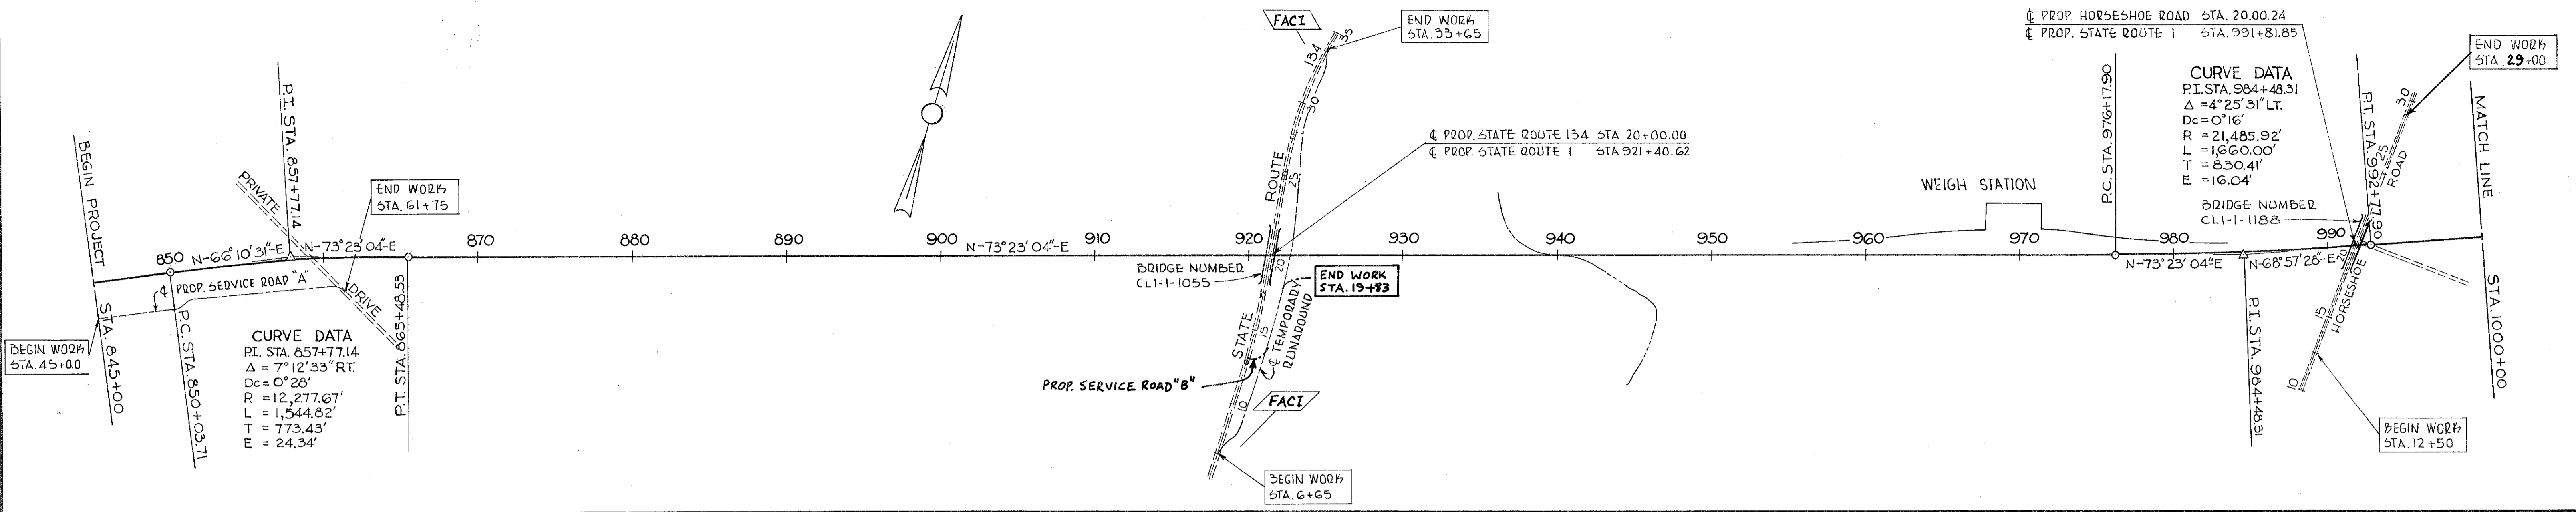 BEGIN PROJECT
STA. 845+00
BEGIN WORK
STA. 45+00
850
N-66°10'31"-E
℄ PROP. SERVICE ROAD "A"
P.C. STA. 850+03.71
PRIVATE
DRIVE
P.I. STA. 857+77.14
N-73°23'04"-E
END WORK
STA. 61+75
P.T. STA. 865+48.53
CURVE DATA
P.I. STA. 857+77.14
Δ = 7°12'33" RT.
Dc = 0°28'
R = 12,277.67'
L = 1,544.82'
T = 773.43'
E = 24.34'
870
880
890
900
N-73°23'04"-E
910
920
930
940
950
960
970
980
990
FACI
134
35
END WORK
STA. 33+65
30
STATE ROUTE
25
20
15
10
℄ PROP. STATE ROUTE 134 STA 20+00.00
℄ PROP. STATE ROUTE 1 STA 921+40.62
BRIDGE NUMBER
CL1-1-1055
END WORK
STA. 19+83
℄ TEMPORARY
RUNAROUND
PROP. SERVICE ROAD "B"
FACI
BEGIN WORK
STA. 6+65
WEIGH STATION
P.C. STA. 976+17.90
N-73°23'04"E
N-68°57'28"-E
P.I. STA. 984+48.31
℄ PROP. HORSESHOE ROAD STA. 20.00.24
℄ PROP. STATE ROUTE 1 STA. 991+81.85
CURVE DATA
P.I. STA. 984+48.31
Δ = 4°25'31" LT.
Dc = 0°16'
R = 21,485.92'
L = 1,660.00'
T = 830.41'
E = 16.04'
BRIDGE NUMBER
CL1-1-1188
P.T. STA. 992+77.90
30
25
20
15
10
HORSESHOE ROAD
END WORK
STA. 29+00
BEGIN WORK
STA. 12+50
MATCH LINE
STA. 1000+00